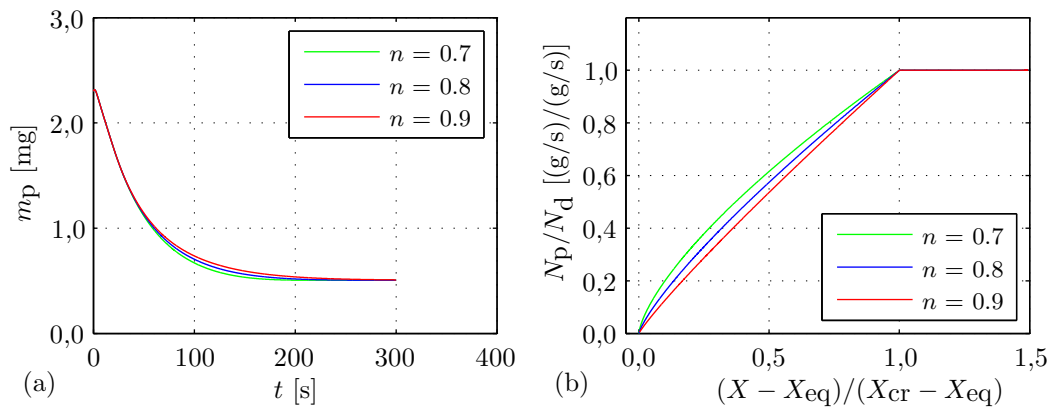 3,0
2,0
1,0
0,0
m_p [mg]
n = 0.7
n = 0.8
n = 0.9
0 100 200 300 400
(a) t [s]
1,0
0,8
0,6
0,4
0,2
0,0
N_p/N_d [(g/s)/(g/s)]
n = 0.7
n = 0.8
n = 0.9
0,0 0,5 1,0 1,5
(b) (X − X_eq)/(X_cr − X_eq)